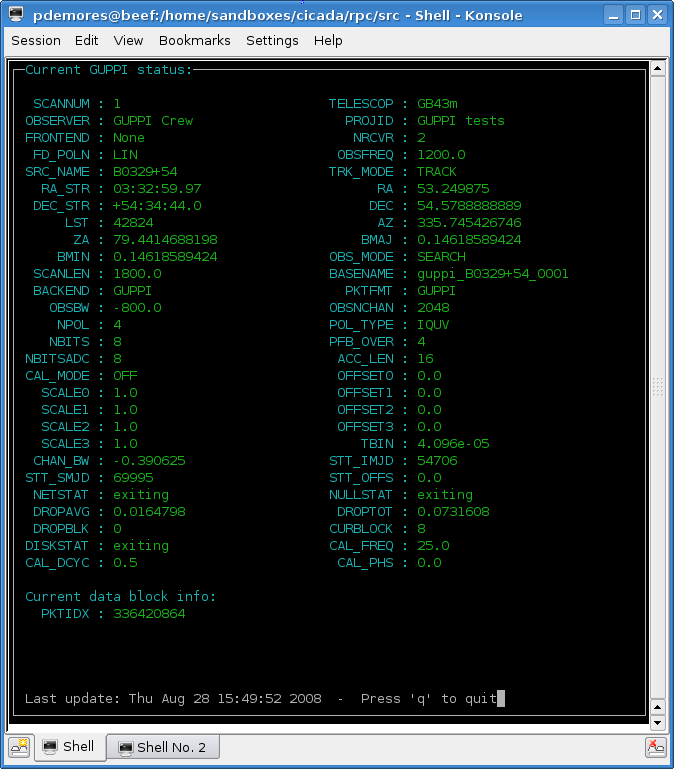 pdemores@beef:/home/sandboxes/cicada/rpc/src - Shell - Konsole
Session Edit View Bookmarks Settings Help
Current GUPPI status:
SCANNUM : 1 TELESCOP : GB43m
OBSERVER : GUPPI Crew PROJID : GUPPI tests
FRONTEND : None NRCVR : 2
FD_POLN : LIN OBSFREQ : 1200.0
SRC_NAME : B0329+54 TRK_MODE : TRACK
RA_STR : 03:32:59.97 RA : 53.249875
DEC_STR : +54:34:44.0 DEC : 54.5788888889
LST : 42824 AZ : 335.745426746
ZA : 79.4414688198 BMAJ : 0.14618589424
BMIN : 0.14618589424 OBS_MODE : SEARCH
SCANLEN : 1800.0 BASENAME : guppi_B0329+54_0001
BACKEND : GUPPI PKTFMT : GUPPI
OBSBW : -800.0 OBSNCHAN : 2048
NPOL : 4 POL_TYPE : IQUV
NBITS : 8 PFB_OVER : 4
NBITSADC : 8 ACC_LEN : 16
CAL_MODE : OFF OFFSET0 : 0.0
SCALE0 : 1.0 OFFSET1 : 0.0
SCALE1 : 1.0 OFFSET2 : 0.0
SCALE2 : 1.0 OFFSET3 : 0.0
SCALE3 : 1.0 TBIN : 4.096e-05
CHAN_BW : -0.390625 STT_IMJD : 54706
STT_SMJD : 69995 STT_OFFS : 0.0
NETSTAT : exiting NULLSTAT : exiting
DROPAVG : 0.0164798 DROPTOT : 0.0731608
DROPBLK : 0 CURBLOCK : 8
DISKSTAT : exiting CAL_FREQ : 25.0
CAL_DCYC : 0.5 CAL_PHS : 0.0
Current data block info:
PKTIDX : 336420864
Last update: Thu Aug 28 15:49:52 2008 - Press 'q' to quit
Shell Shell No. 2